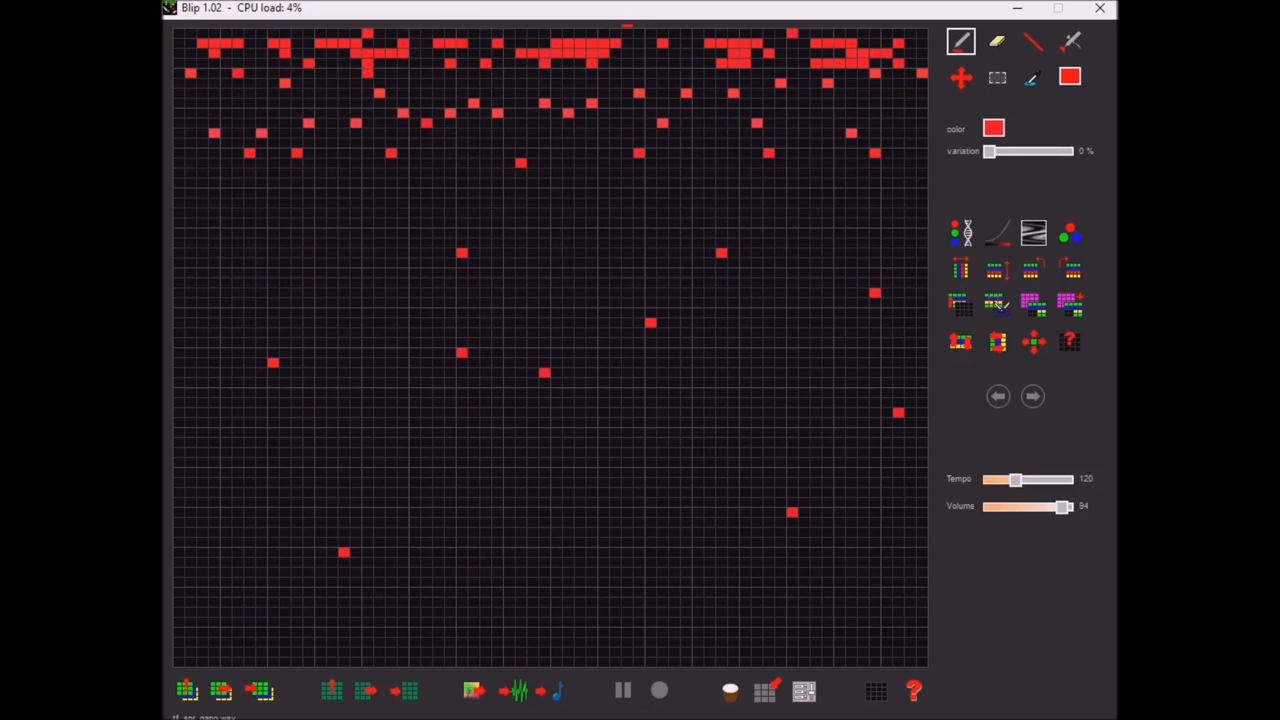 Blip 1.02 - CPU load: 4%
color
variation 0 %
Tempo 120
Volume 94